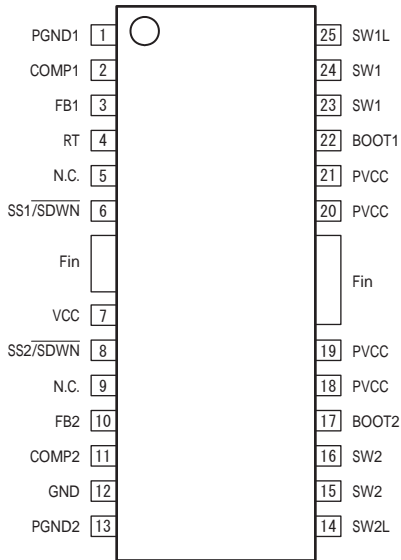 PGND1 1 25 SW1L
COMP1 2 24 SW1
FB1 3 23 SW1
RT 4 22 BOOT1
N.C. 5 21 PVCC
SS1/SDWN 6 20 PVCC
Fin
Fin
VCC 7
SS2/SDWN 8 19 PVCC
N.C. 9 18 PVCC
FB2 10 17 BOOT2
COMP2 11 16 SW2
GND 12 15 SW2
PGND2 13 14 SW2L